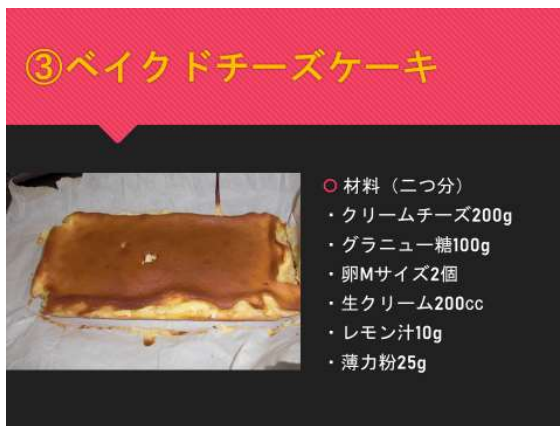 ③ベイクドチーズケーキ
材料（二つ分）
・クリームチーズ200g
・グラニュー糖100g
・卵Mサイズ2個
・生クリーム200cc
・レモン汁10g
・薄力粉25g